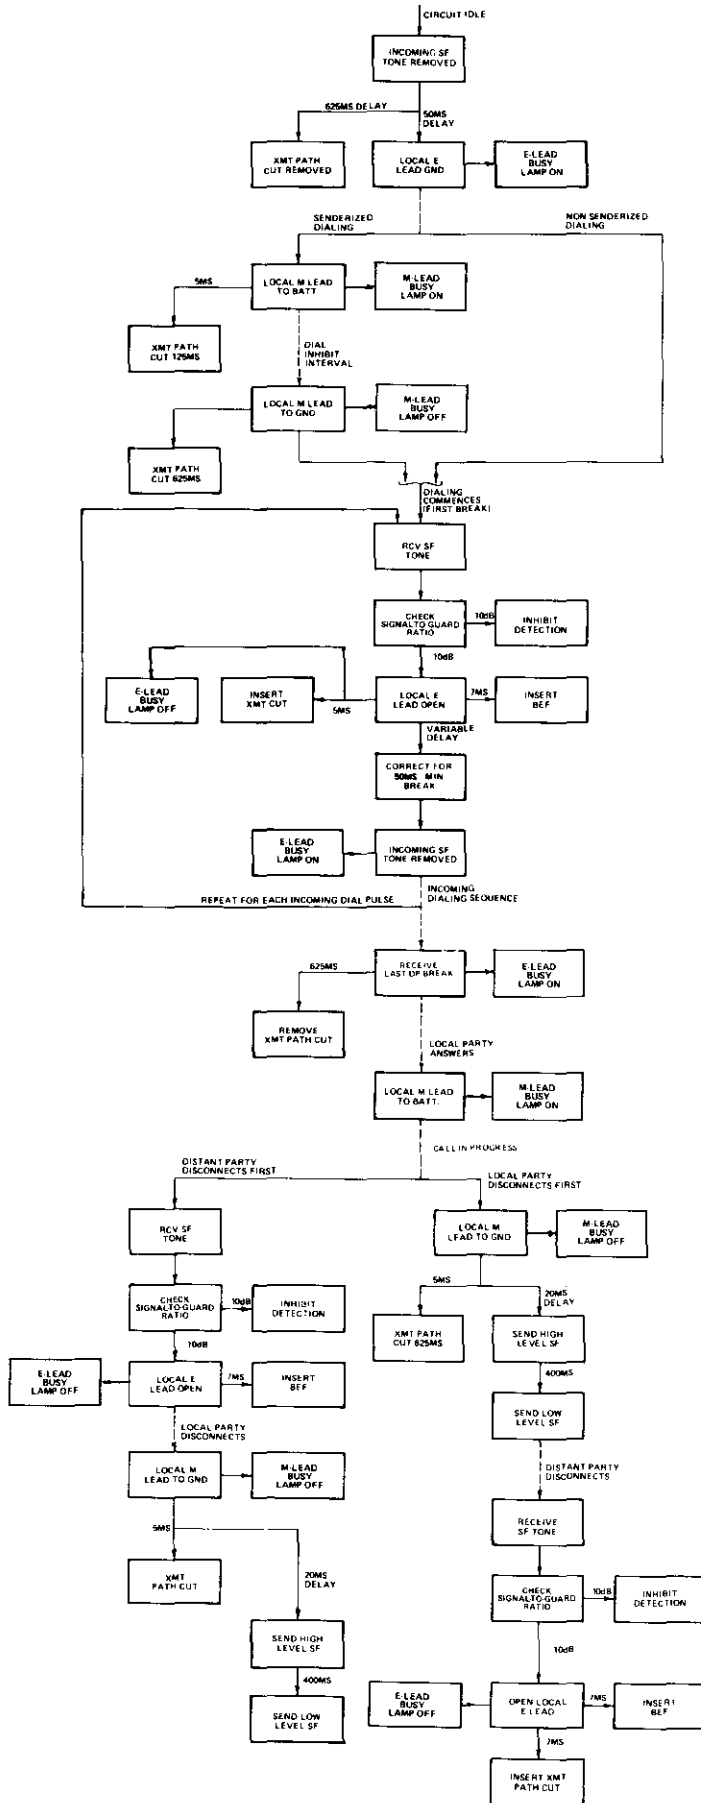 CIRCUIT IDLE
INCOMING SF
TONE REMOVED
625MS DELAY
50MS
DELAY
XMT PATH
CUT REMOVED
LOCAL E
LEAD GND
E-LEAD
BUSY
LAMP ON
SENDERIZED
DIALING
NON SENDERIZED
DIALING
LOCAL M LEAD
TO BATT
M-LEAD
BUSY
LAMP ON
5MS
XMT PATH
CUT 125MS
DIAL
INHIBIT
INTERVAL
LOCAL M LEAD
TO GND
M-LEAD
BUSY
LAMP OFF
XMT PATH
CUT 625MS
DIALING
COMMENCES
(FIRST BREAK)
RCV SF
TONE
CHECK
SIGNAL TO GUARD
RATIO
10dB
INHIBIT
DETECTION
10dB
E-LEAD
BUSY
LAMP OFF
INSERT
XMT CUT
5MS
LOCAL E
LEAD OPEN
7MS
INSERT
BEF
VARIABLE
DELAY
CORRECT FOR
50MS MIN
BREAK
E-LEAD
BUSY
LAMP ON
INCOMING SF
TONE REMOVED
REPEAT FOR EACH INCOMING DIAL PULSE
INCOMING
DIALING SEQUENCE
625MS
RECEIVE
LAST DP BREAK
E-LEAD
BUSY
LAMP ON
REMOVE
XMT PATH CUT
LOCAL PARTY
ANSWERS
LOCAL M LEAD
TO BATT.
M-LEAD
BUSY
LAMP ON
CALL IN PROGRESS
DISTANT PARTY
DISCONNECTS FIRST
LOCAL PARTY
DISCONNECTS FIRST
RCV SF
TONE
LOCAL M
LEAD TO GND
M-LEAD
BUSY
LAMP OFF
CHECK
SIGNAL-TO-GUARD
RATIO
10dB
INHIBIT
DETECTION
10dB
5MS
20MS
DELAY
XMT PATH
CUT 625MS
SEND HIGH
LEVEL SF
E-LEAD
BUSY
LAMP OFF
LOCAL E
LEAD OPEN
7MS
INSERT
BEF
400MS
SEND LOW
LEVEL SF
LOCAL PARTY
DISCONNECTS
LOCAL M
LEAD TO GND
M-LEAD
BUSY
LAMP OFF
DISTANT PARTY
DISCONNECTS
RECEIVE
SF TONE
5MS
XMT
PATH CUT
20MS
DELAY
CHECK
SIGNAL-TO-GUARD
RATIO
10dB
INHIBIT
DETECTION
SEND HIGH
LEVEL SF
10dB
400MS
SEND LOW
LEVEL SF
E-LEAD
BUSY
LAMP OFF
OPEN LOCAL
E LEAD
7MS
INSERT
BEF
7MS
INSERT XMT
PATH CUT